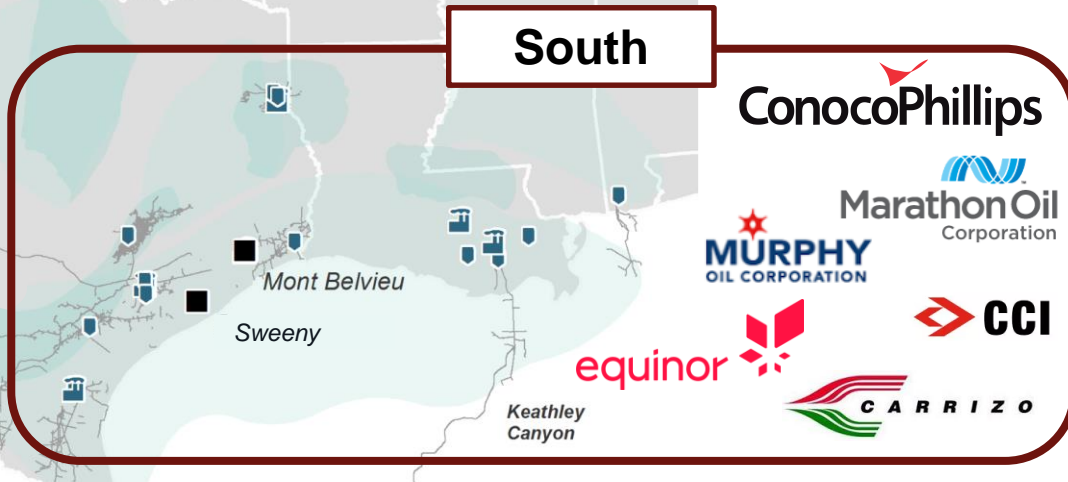 South
ConocoPhillips
Marathon Oil
Corporation
MURPHY
OIL CORPORATION
Mont Belvieu
CCI
Sweeny
equinor
Keathley
Canyon
CARRIZO